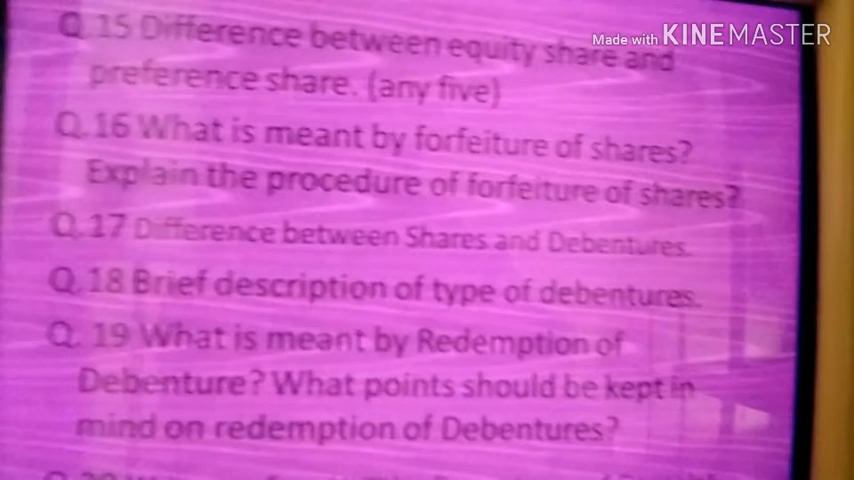 Made with KINEMASTER
Q.15 Difference between equity share and
preference share. (any five)
Q.16 What is meant by forfeiture of shares?
Explain the procedure of forfeiture of shares?
Q.17 Difference between Shares and Debentures.
Q.18 Brief description of type of debentures.
Q. 19 What is meant by Redemption of
Debenture? What points should be kept in
mind on redemption of Debentures?